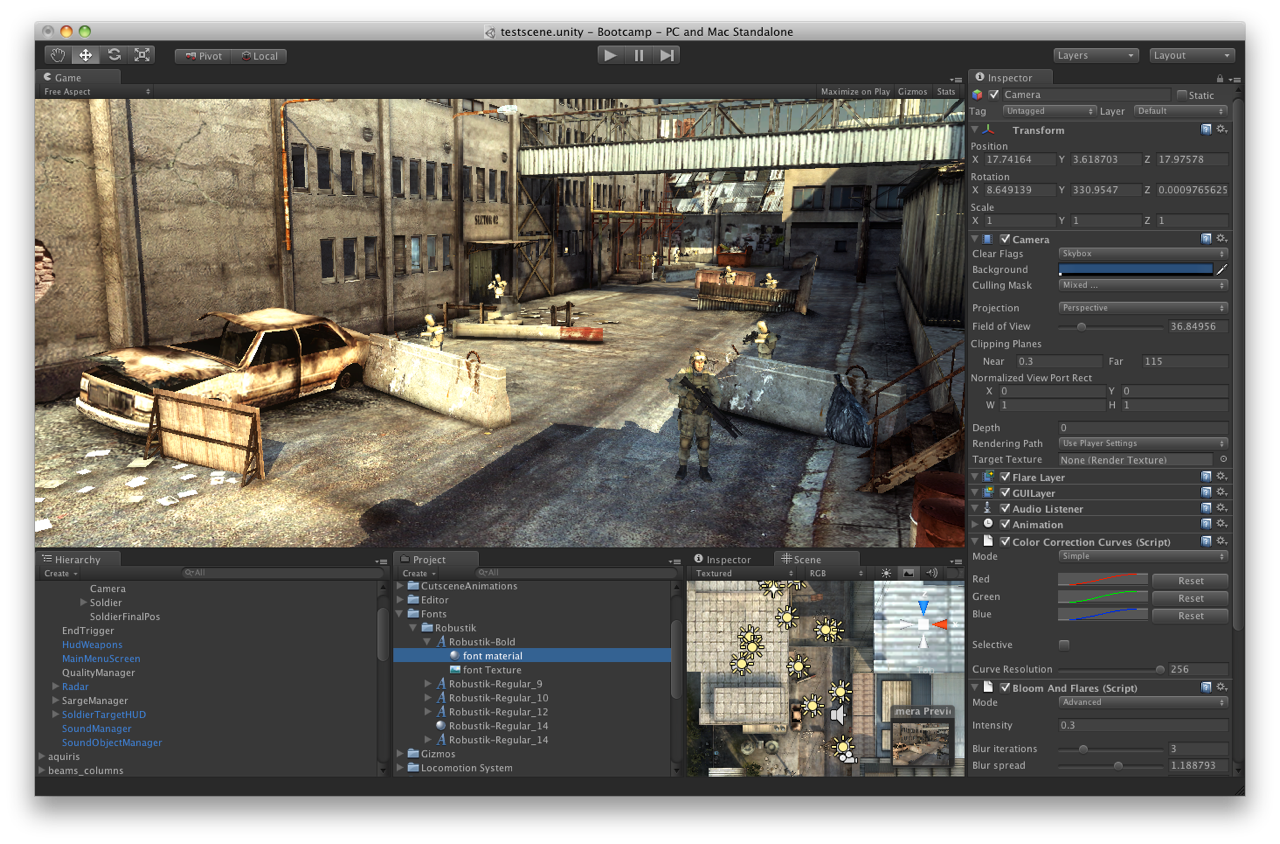 testscene.unity – Bootcamp – PC and Mac Standalone
Pivot Local
Layers Layout
Game
Free Aspect Maximize on Play Gizmos Stats
SECTOR 02
Inspector
Camera Static
Tag Untagged Layer Default
Transform
Position
X 17.74164 Y 3.618703 Z 17.97578
Rotation
X 8.649139 Y 330.9547 Z 0.0009765625
Scale
X 1 Y 1 Z 1
Camera
Clear Flags Skybox
Background
Culling Mask Mixed ...
Projection Perspective
Field of View 36.84956
Clipping Planes
Near 0.3 Far 115
Normalized View Port Rect
X 0 Y 0
W 1 H 1
Depth 0
Rendering Path Use Player Settings
Target Texture None (Render Texture)
Flare Layer
GUILayer
Audio Listener
Animation
Color Correction Curves (Script)
Mode Simple
Red Reset
Green Reset
Blue Reset
Selective
Curve Resolution 256
Bloom And Flares (Script)
Mode Advanced
Intensity 0.3
Blur iterations 3
Blur spread 1.188793
Hierarchy
Create All
Camera
Soldier
SoldierFinalPos
EndTrigger
HudWeapons
MainMenuScreen
QualityManager
Radar
SargeManager
SoldierTargetHUD
SoundManager
SoundObjectManager
aquiris
beams_columns
Project
Create All
CutsceneAnimations
Editor
Fonts
Robustik
Robustik-Bold
font material
font Texture
Robustik-Regular_9
Robustik-Regular_10
Robustik-Regular_12
Robustik-Regular_14
Robustik-Regular_14
Gizmos
Locomotion System
Inspector Scene
Textured RGB
mera Previ